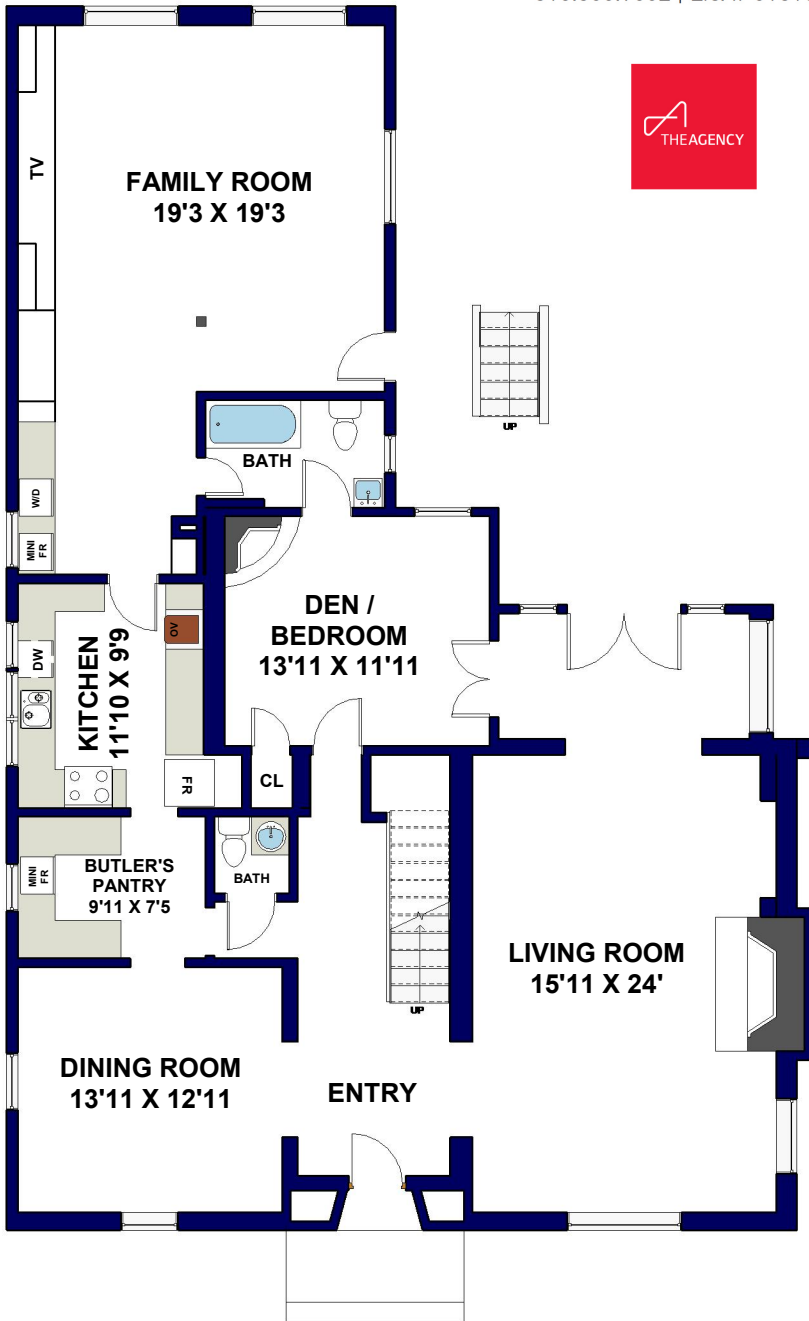 THEAGENCY
TV
FAMILY ROOM
19'3 X 19'3
UP
BATH
W/D
MINI
FR
DEN /
BEDROOM
13'11 X 11'11
OV
DW
KITCHEN
11'10 X 9'9
FR
CL
MINI
FR
BUTLER'S
PANTRY
9'11 X 7'5
BATH
LIVING ROOM
15'11 X 24'
UP
DINING ROOM
13'11 X 12'11
ENTRY